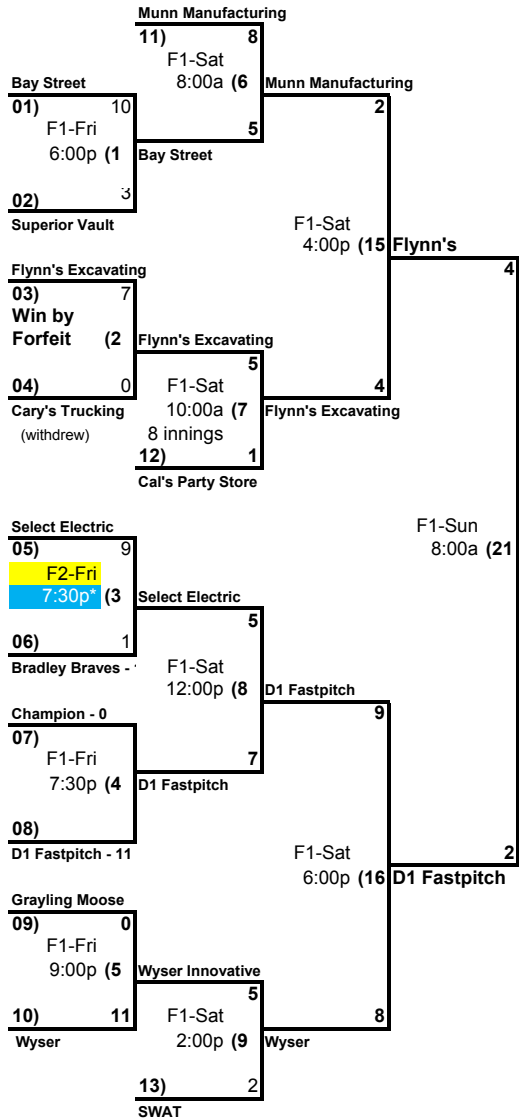 Munn Manufacturing
11) 8
F1-Sat
8:00a (6
Munn Manufacturing
2
Bay Street
01) 10
F1-Fri
6:00p (1
5
Bay Street
02) 3
Superior Vault
F1-Sat
4:00p (15
Flynn's
4
Flynn's Excavating
03) 7
Win by
Forfeit (2
Flynn's Excavating
5
04) 0
Cary's Trucking
(withdrew)
F1-Sat
10:00a (7
8 innings
4
Flynn's Excavating
12) 1
Cal's Party Store
F1-Sun
8:00a (21
Select Electric
05) 9
F2-Fri
7:30p* (3
Select Electric
5
06) 1
Bradley Braves -
F1-Sat
12:00p (8
D1 Fastpitch
9
Champion - 0
07)
F1-Fri
7:30p (4
7
D1 Fastpitch
08)
D1 Fastpitch - 11
F1-Sat
6:00p (16
2
D1 Fastpitch
Grayling Moose
09) 0
F1-Fri
9:00p (5
Wyser Innovative
5
10) 11
Wyser
F1-Sat
2:00p (9
8
Wyser
13) 2
SWAT